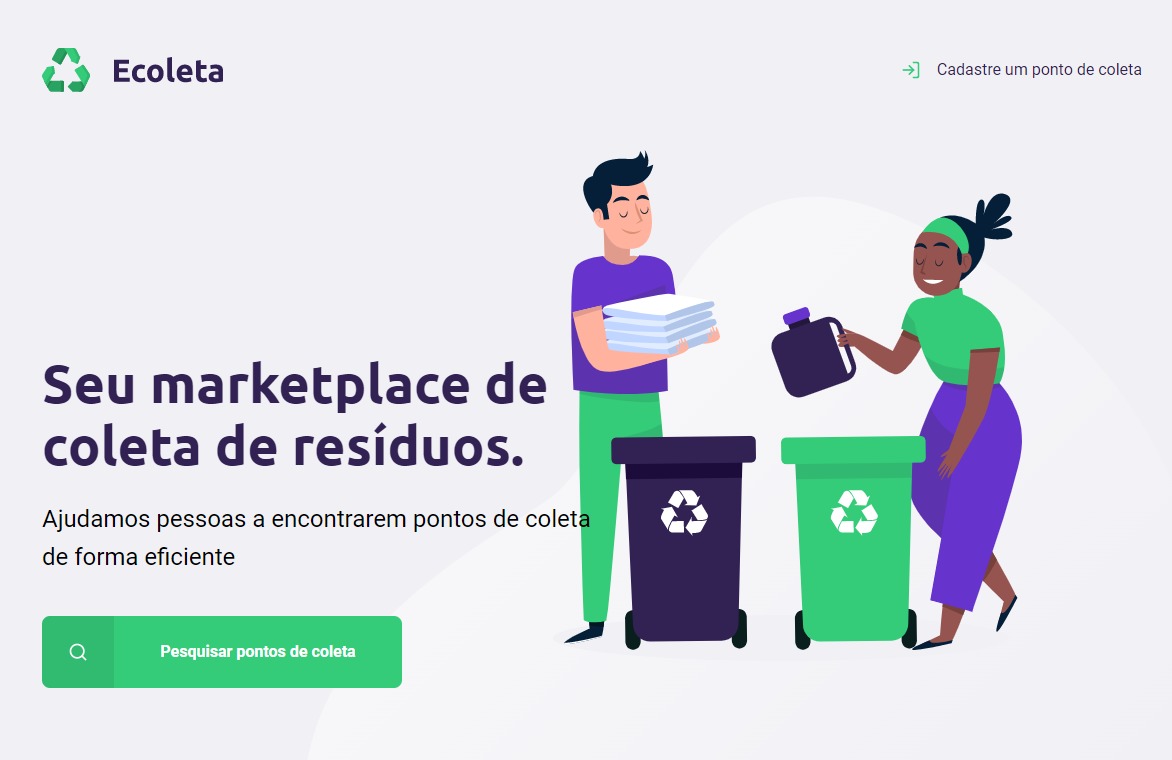 Ecoleta
Cadastre um ponto de coleta
Seu marketplace de
coleta de resíduos.
Ajudamos pessoas a encontrarem pontos de coleta
de forma eficiente
Pesquisar pontos de coleta